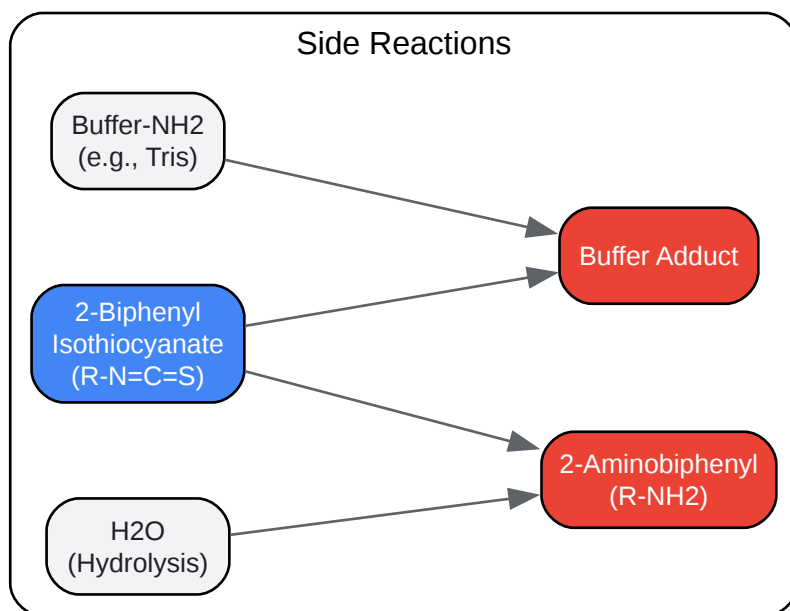 Side Reactions
Buffer-NH2
(e.g., Tris)
Buffer Adduct
2-Biphenyl
Isothiocyanate
(R-N=C=S)
2-Aminobiphenyl
(R-NH2)
H2O
(Hydrolysis)